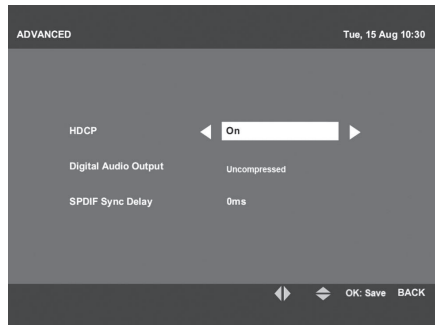 ADVANCED Tue, 15 Aug 10:30
HDCP On
Digital Audio Output Uncompressed
SPDIF Sync Delay 0ms
OK: Save BACK